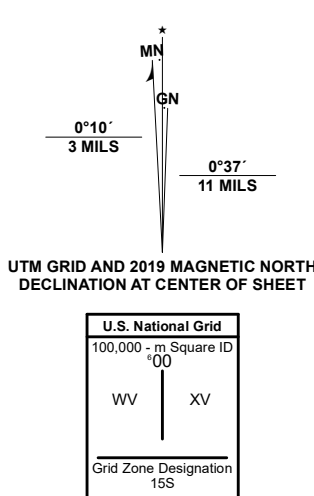 ★
MN
GN
0°10´
3 MILS
0°37´
11 MILS
UTM GRID AND 2019 MAGNETIC NORTH
DECLINATION AT CENTER OF SHEET
U.S. National Grid
100,000 - m Square ID
⁶00
WV XV
Grid Zone Designation
15S